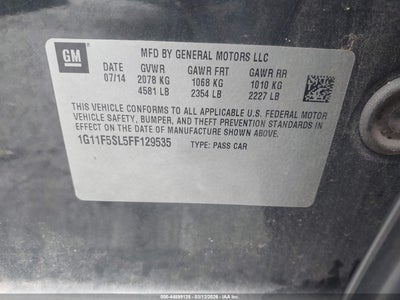 GM
MFD BY GENERAL MOTORS LLC
DATE GVWR GAWR FRT GAWR RR
07/14 2078 KG 1068 KG 1010 KG
4581 LB 2354 LB 2227 LB
THIS VEHICLE CONFORMS TO ALL APPLICABLE U.S. FEDERAL MOTOR
VEHICLE SAFETY, BUMPER, AND THEFT PREVENTION STANDARDS IN
EFFECT ON THE DATE OF MANUFACTURE SHOWN ABOVE.
1G11F5SL5FF129535 TYPE: PASS CAR